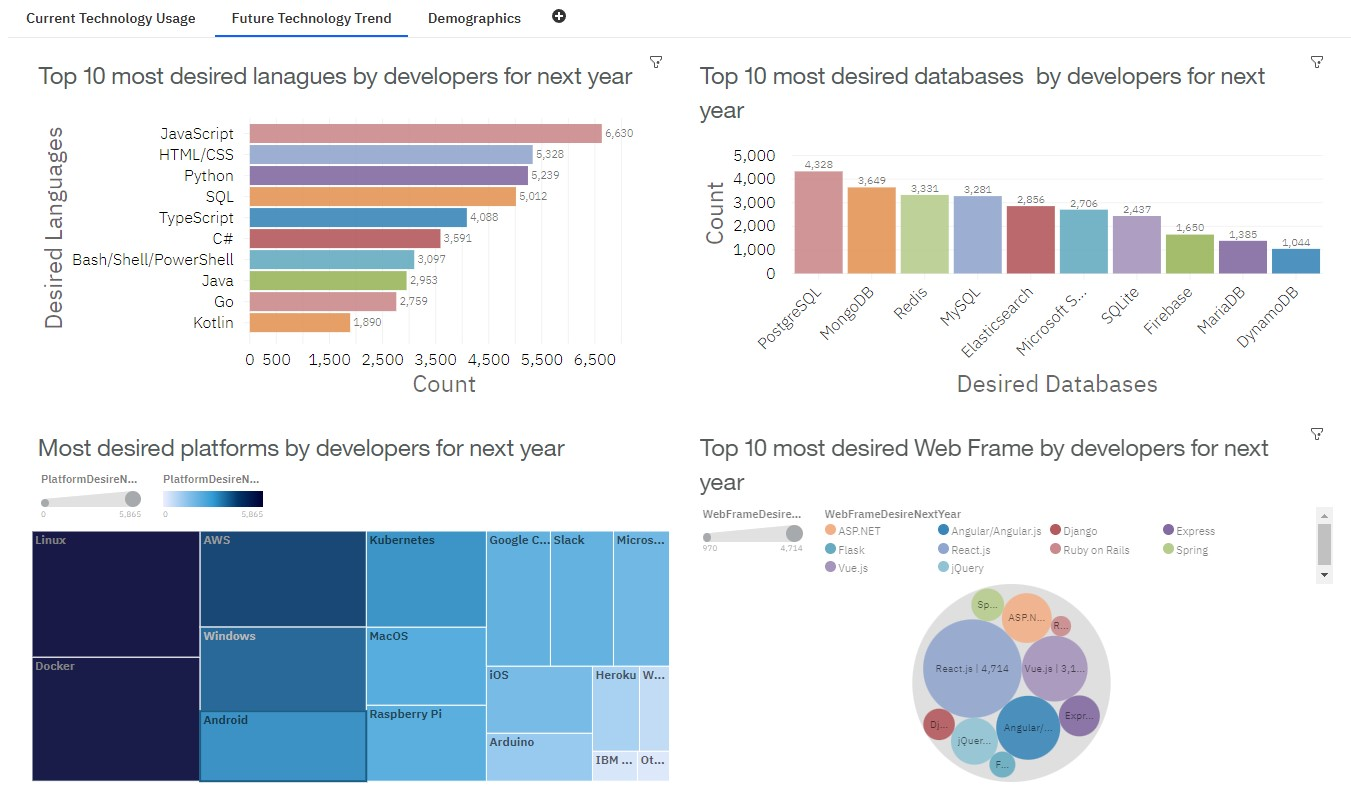 Current Technology Usage
Future Technology Trend
Demographics
Top 10 most desired lanagues by developers for next year
Desired Languages
JavaScript 6,630
HTML/CSS 5,328
Python 5,239
SQL 5,012
TypeScript 4,088
C# 3,591
Bash/Shell/PowerShell 3,097
Java 2,953
Go 2,759
Kotlin 1,890
0 500 1,500 2,500 3,500 4,500 5,500 6,500
Count
Top 10 most desired databases by developers for next
year
Count
5,000
4,000
3,000
2,000
1,000
0
4,328 3,649 3,331 3,281 2,856 2,706 2,437 1,650 1,385 1,044
PostgreSQL MongoDB Redis MySQL Elasticsearch Microsoft S... SQLite Firebase MariaDB DynamoDB
Desired Databases
Most desired platforms by developers for next year
PlatformDesireN... PlatformDesireN...
0 5,865 0 5,865
Linux
AWS
Kubernetes
Google C...
Slack
Micros...
Windows
MacOS
Docker
iOS
Heroku
W...
Android
Raspberry Pi
Arduino
IBM ...
Ot...
Top 10 most desired Web Frame by developers for next
year
WebFrameDesire...
970 4,714
WebFrameDesireNextYear
ASP.NET Angular/Angular.js Django Express
Flask React.js Ruby on Rails Spring
Vue.js jQuery
Sp...
ASP.N...
R...
React.js | 4,714
Vue.js | 3,1...
Dj...
Angular/...
Expr...
jQuer...
F...